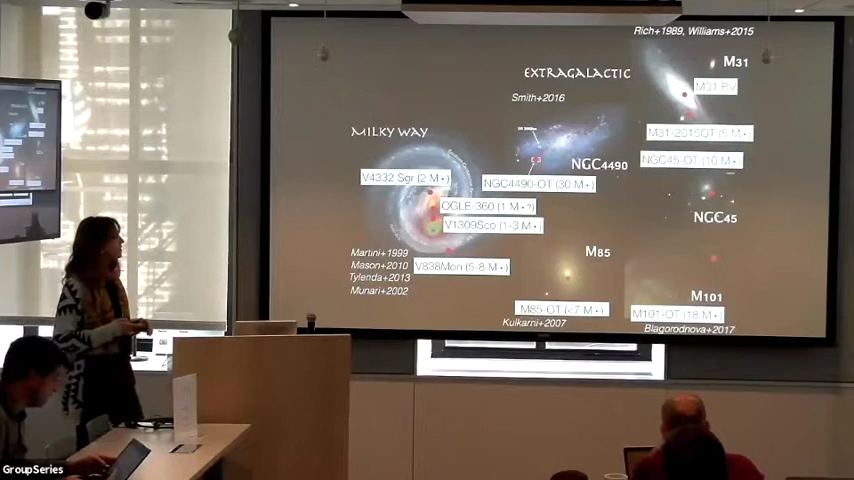 Rich+1989, Williams+2015
M31
EXTRAGALACTIC
M31 RV
Smith+2016
MILKY WAY
M31-2015OT (5 M⋆)
NGC4490
NGC45-OT (10 M⋆)
V4332 Sgr (2 M⋆)
NGC4490-OT (30 M⋆)
OGLE-360 (1 M⋆?)
NGC45
V1309Sco (1-3 M⋆)
Martini+1999
Mason+2010
Tylenda+2013
Munari+2002
V838Mon (5-8 M⋆)
M85
M101
M85-OT (<7 M⋆)
M101-OT (18 M⋆)
Kulkarni+2007
Blagorodnova+2017
GroupSeries